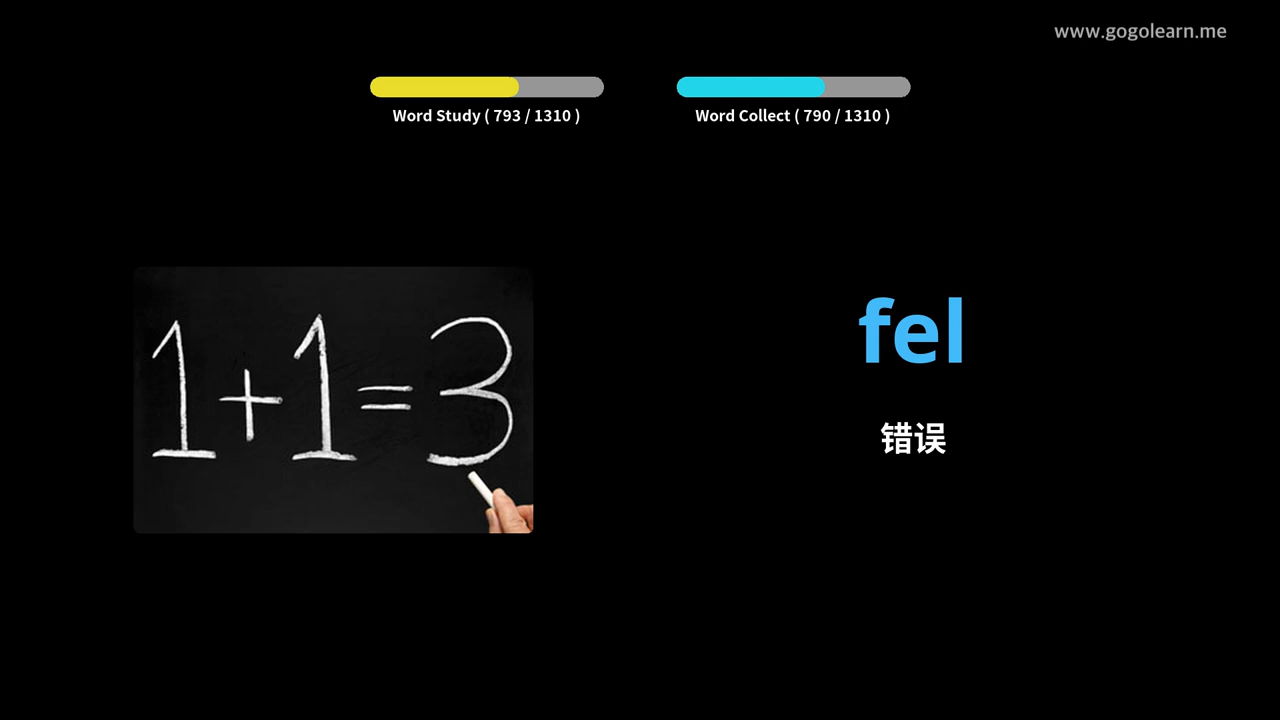 www.gogolearn.me
Word Study ( 793 / 1310 )
Word Collect ( 790 / 1310 )
1+1=3
fel
错误